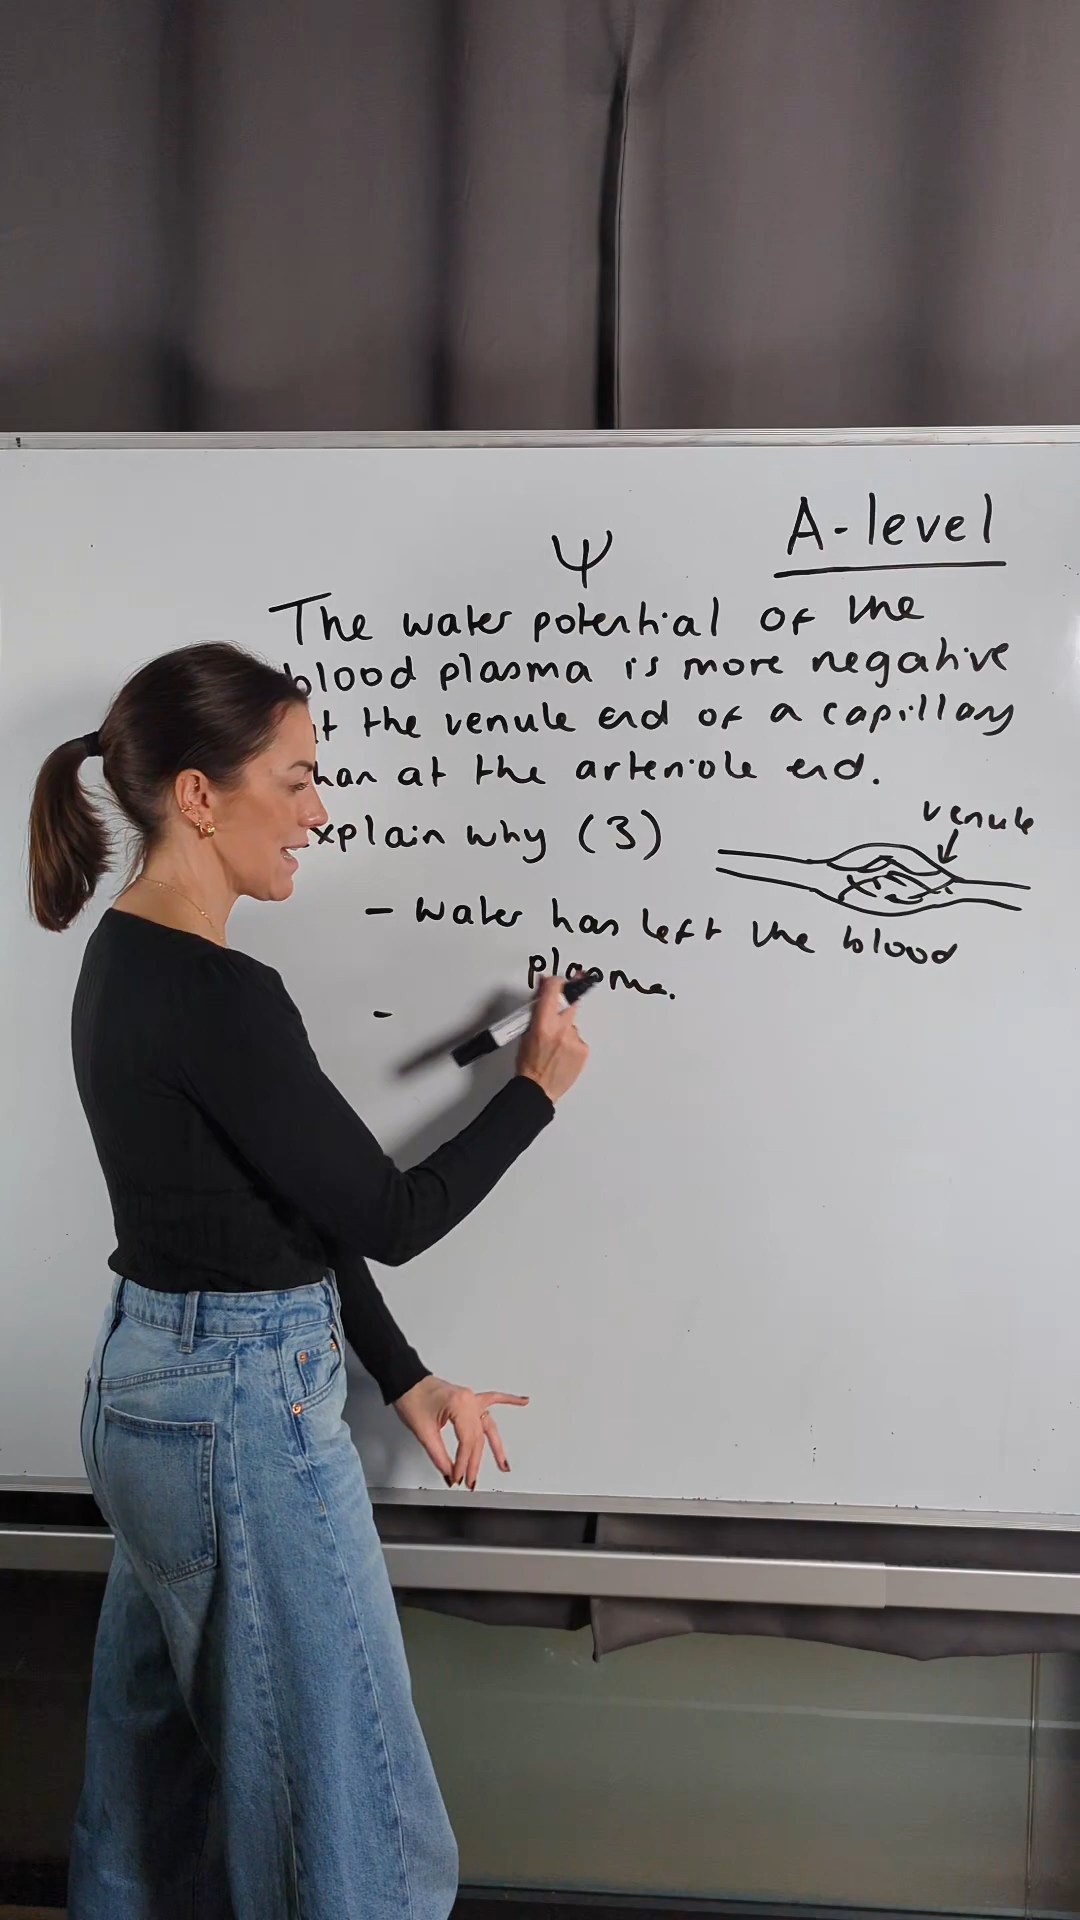 A-level
Ψ
The water potential of the
blood plasma is more negative
at the venule end of a capillary
than at the arteriole end.
Explain why (3)
venule
- Water has left the blood
plasma.
-